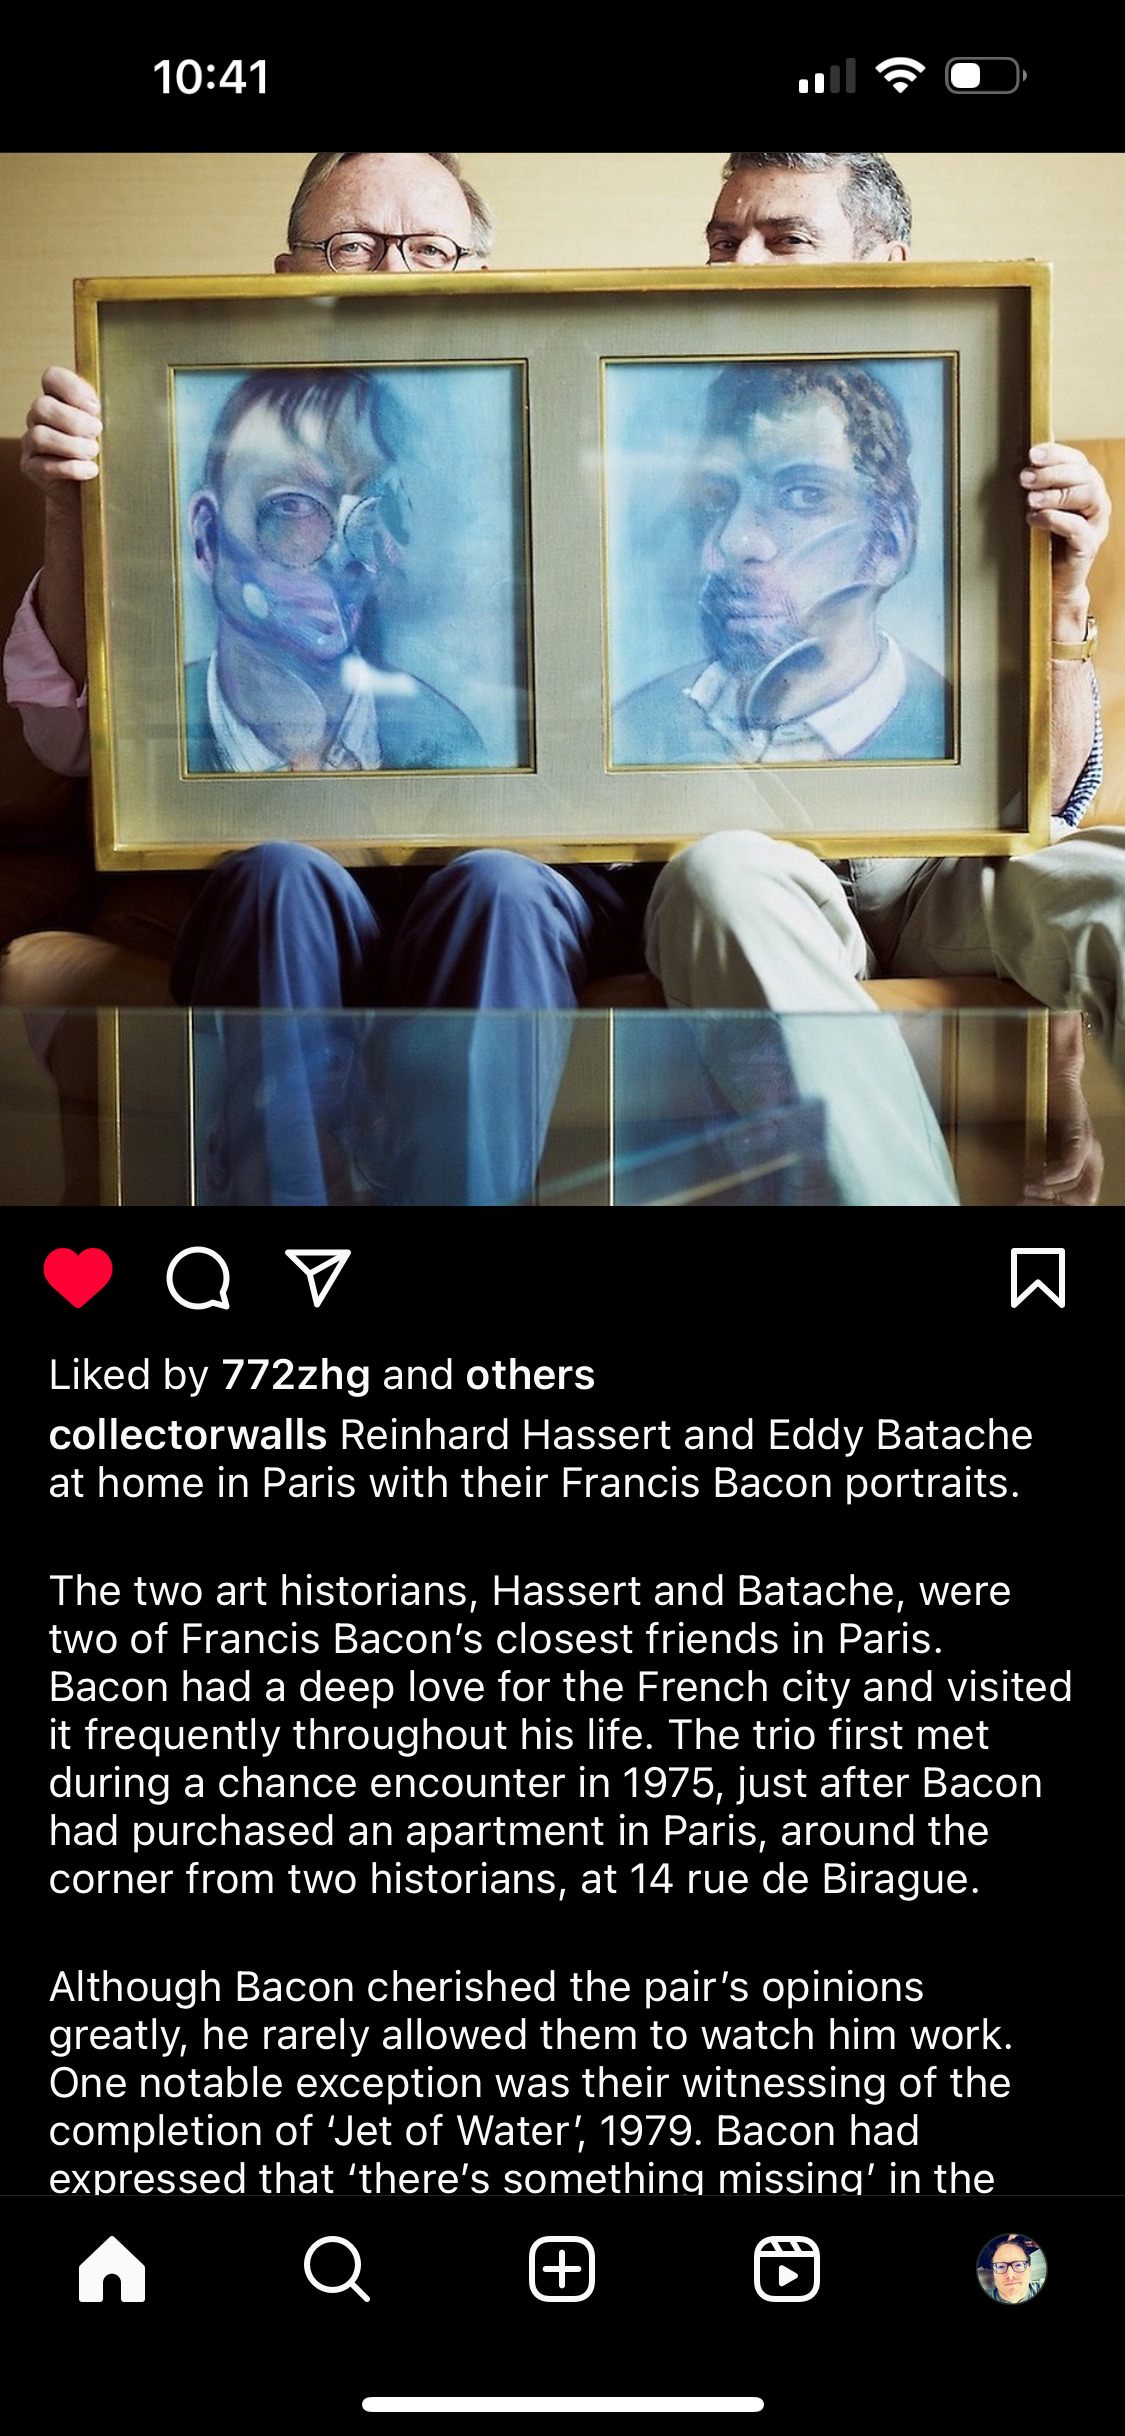 10:41
Liked by 772zhg and others
collectorwalls Reinhard Hassert and Eddy Batache
at home in Paris with their Francis Bacon portraits.
The two art historians, Hassert and Batache, were
two of Francis Bacon’s closest friends in Paris.
Bacon had a deep love for the French city and visited
it frequently throughout his life. The trio first met
during a chance encounter in 1975, just after Bacon
had purchased an apartment in Paris, around the
corner from two historians, at 14 rue de Birague.
Although Bacon cherished the pair’s opinions
greatly, he rarely allowed them to watch him work.
One notable exception was their witnessing of the
completion of ‘Jet of Water’, 1979. Bacon had
expressed that ‘there’s something missing’ in the